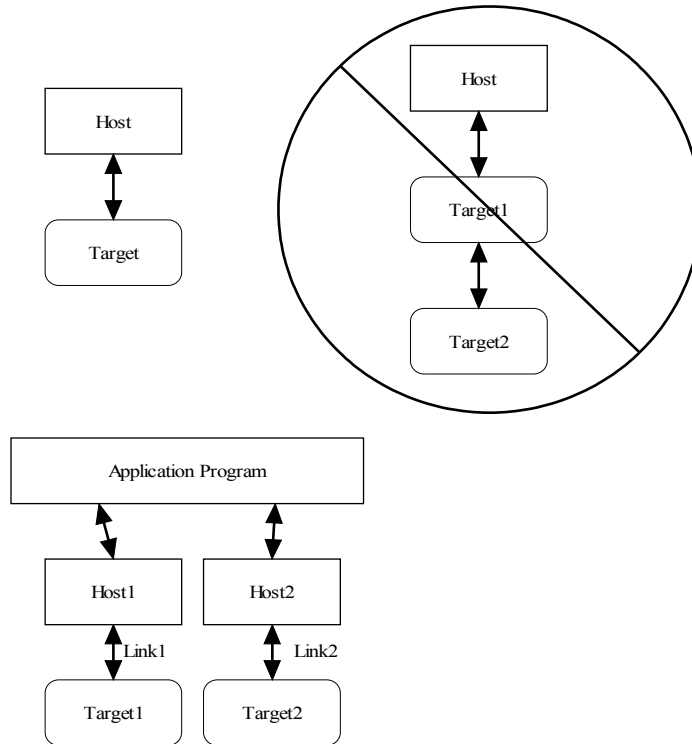 Host
Target
Host
Target1
Target2
Application Program
Host1
Host2
Link1
Link2
Target1
Target2